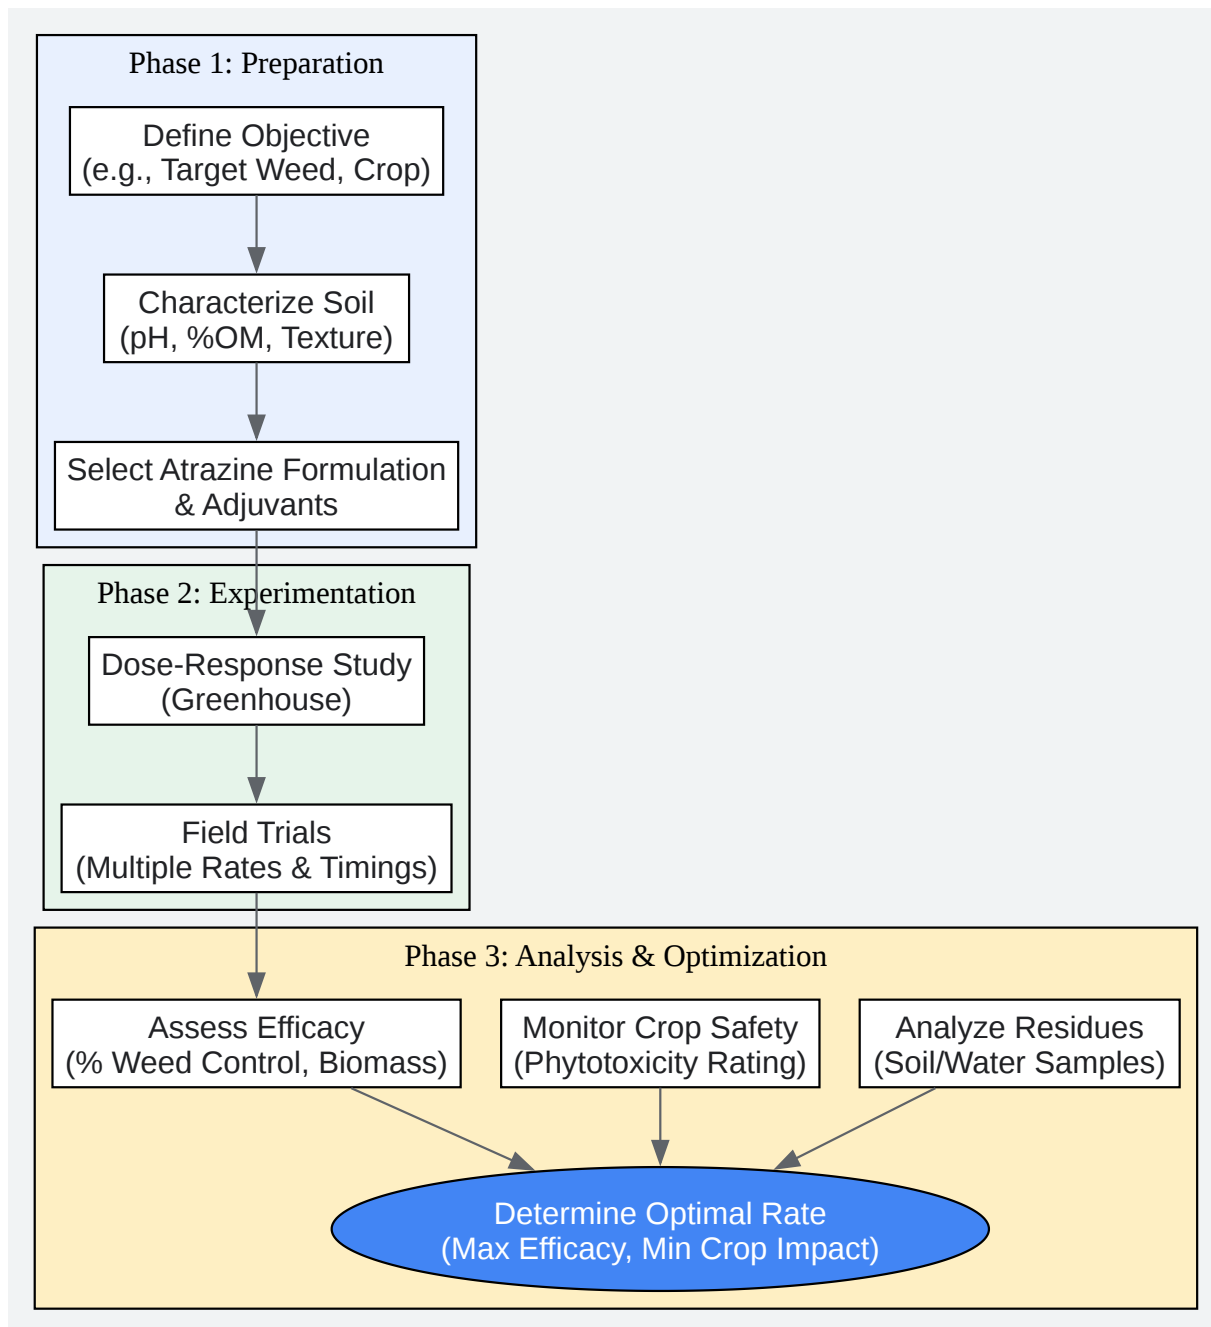 Phase 1: Preparation
Define Objective
(e.g., Target Weed, Crop)
Characterize Soil
(pH, %OM, Texture)
Select Atrazine Formulation
& Adjuvants
Phase 2: Experimentation
Dose-Response Study
(Greenhouse)
Field Trials
(Multiple Rates & Timings)
Phase 3: Analysis & Optimization
Assess Efficacy
(% Weed Control, Biomass)
Monitor Crop Safety
(Phytotoxicity Rating)
Analyze Residues
(Soil/Water Samples)
Determine Optimal Rate
(Max Efficacy, Min Crop Impact)